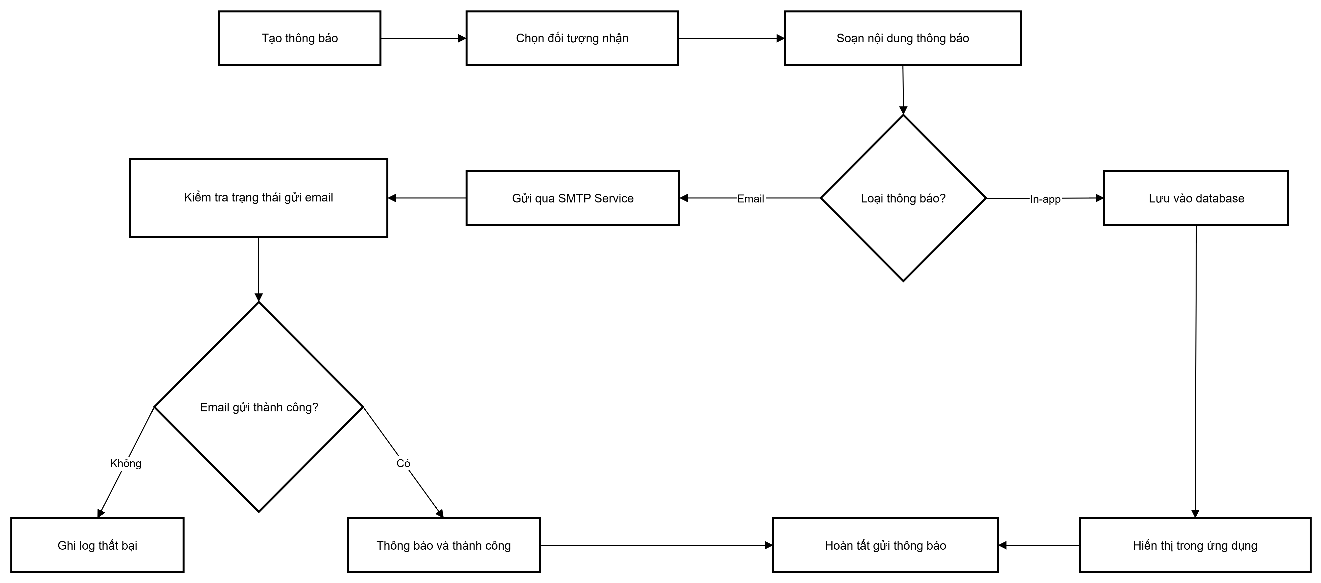 Tạo thông báo
Chọn đối tượng nhận
Soạn nội dung thông báo
Kiểm tra trạng thái gửi email
Gửi qua SMTP Service
Email
Loại thông báo?
In-app
Lưu vào database
Email gửi thành công?
Không
Có
Ghi log thất bại
Thông báo và thành công
Hoàn tất gửi thông báo
Hiển thị trong ứng dụng